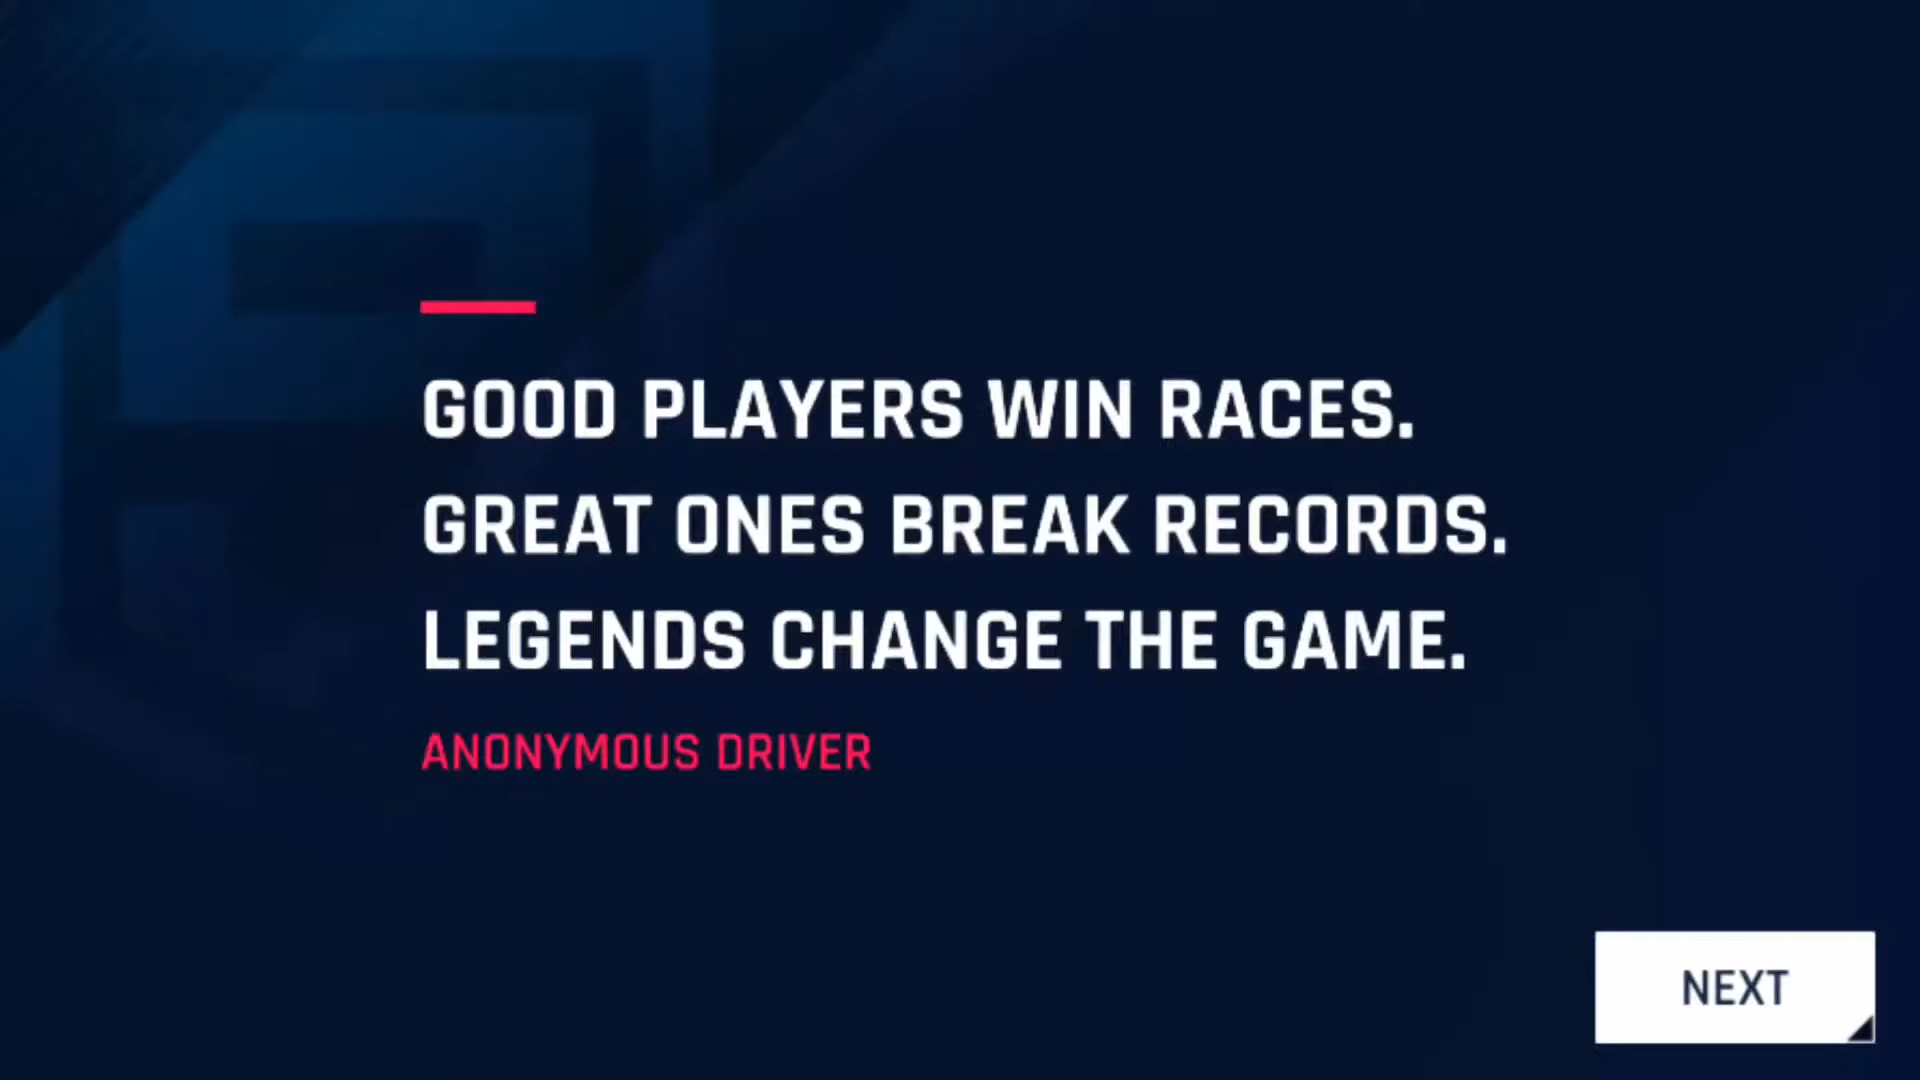 GOOD PLAYERS WIN RACES.
GREAT ONES BREAK RECORDS.
LEGENDS CHANGE THE GAME.
ANONYMOUS DRIVER
NEXT